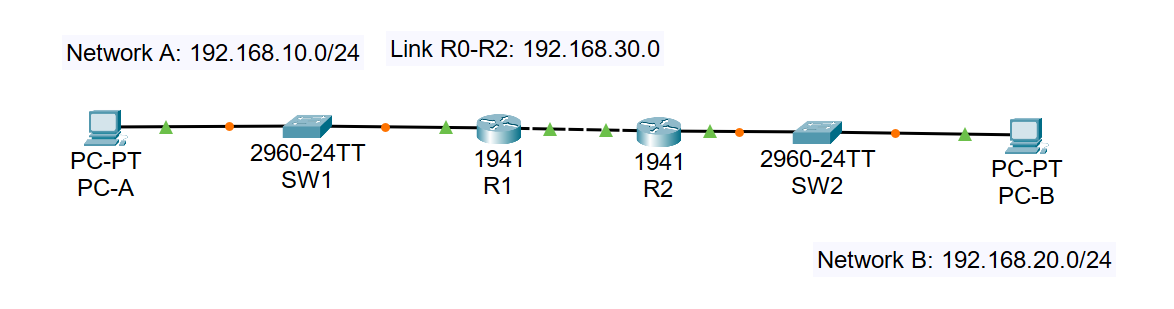 Network A: 192.168.10.0/24
Link R0-R2: 192.168.30.0
PC-PT
PC-A
2960-24TT
SW1
1941
R1
1941
R2
2960-24TT
SW2
PC-PT
PC-B
Network B: 192.168.20.0/24